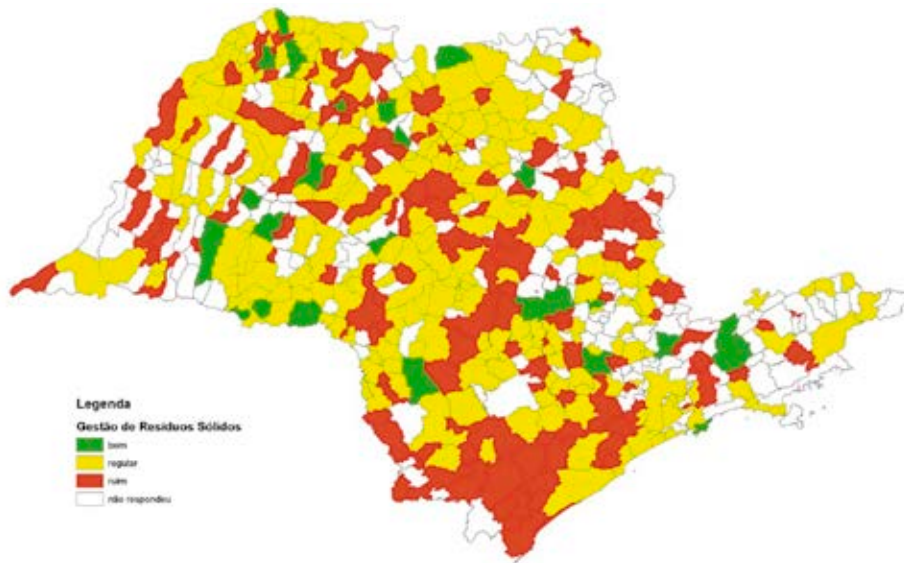 Legenda
Gestão de Resíduos Sólidos
bom
regular
ruim
não respondeu